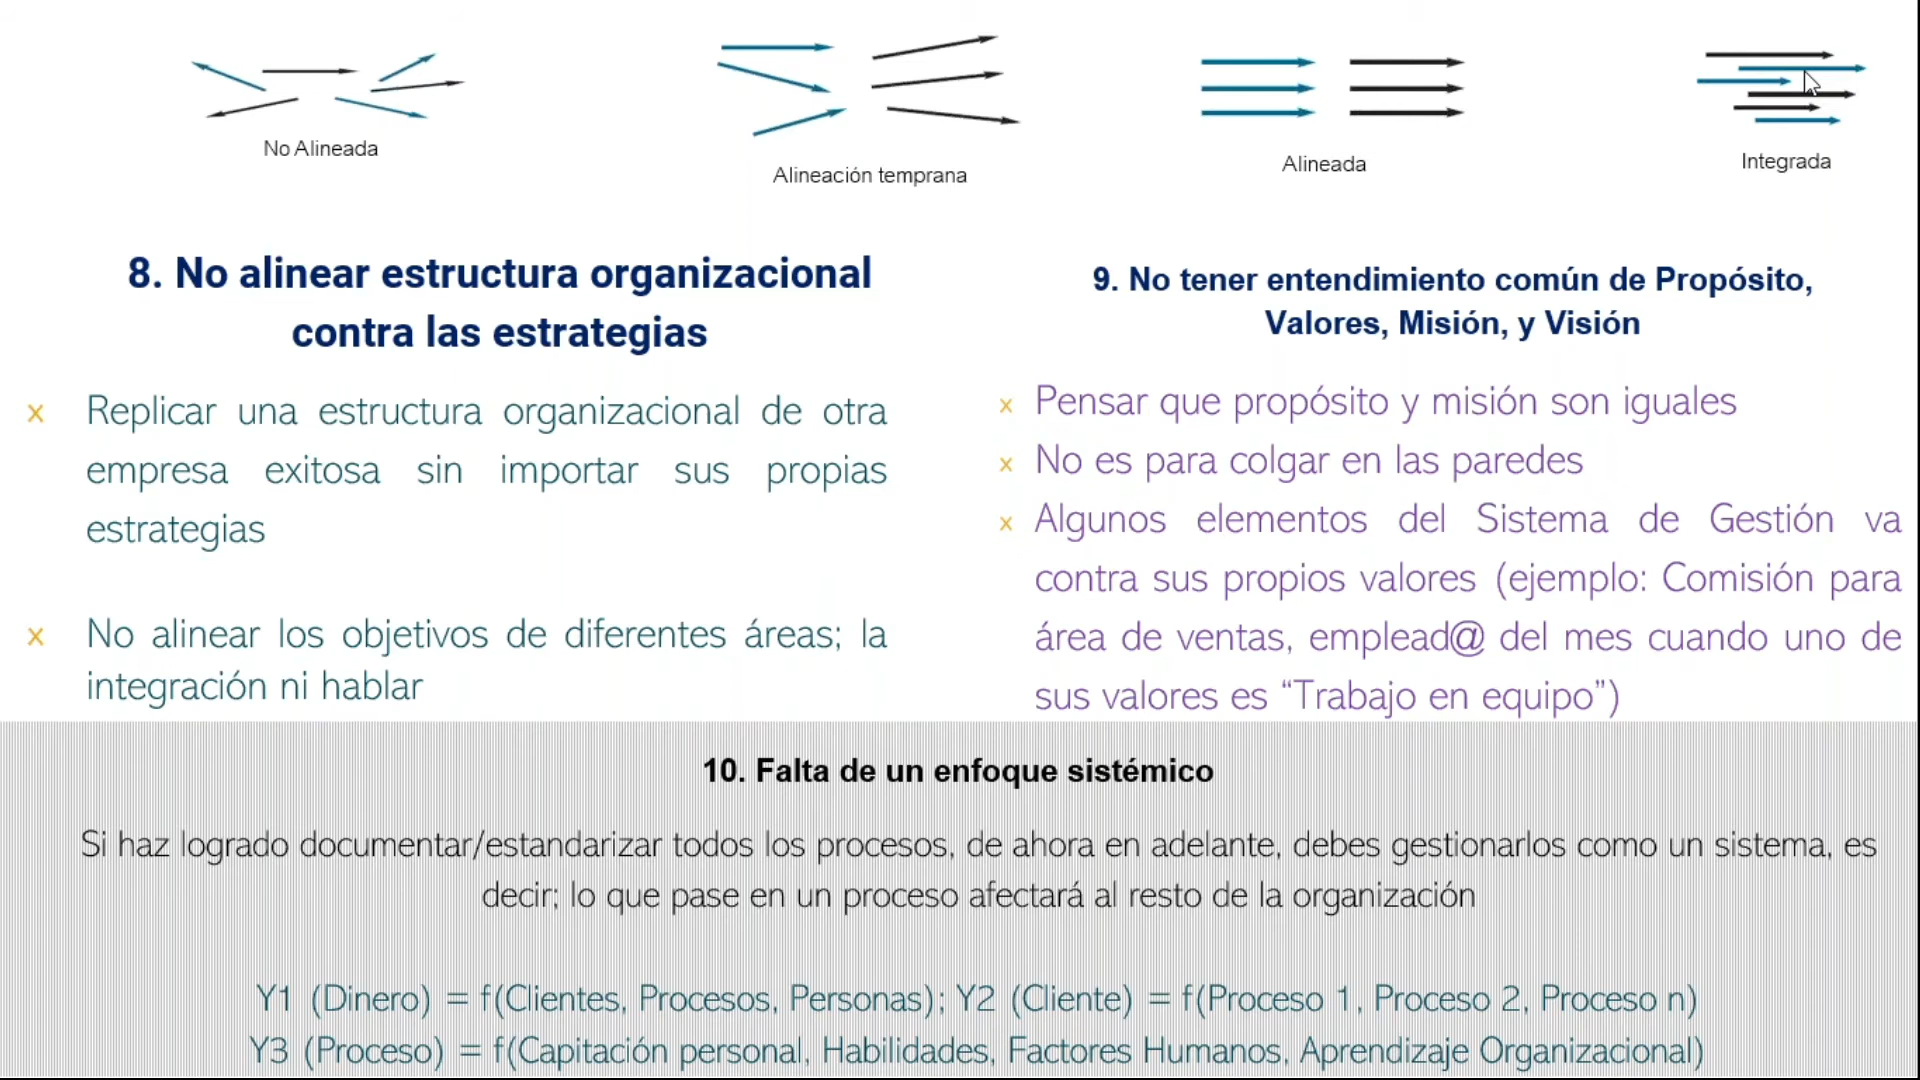 No Alineada
Alineación temprana
Alineada
Integrada
8. No alinear estructura organizacional
contra las estrategias
x Replicar una estructura organizacional de otra
empresa exitosa sin importar sus propias
estrategias
x No alinear los objetivos de diferentes áreas; la
integración ni hablar
9. No tener entendimiento común de Propósito,
Valores, Misión, y Visión
x Pensar que propósito y misión son iguales
x No es para colgar en las paredes
x Algunos elementos del Sistema de Gestión va
contra sus propios valores (ejemplo: Comisión para
área de ventas, emplead@ del mes cuando uno de
sus valores es “Trabajo en equipo”)
10. Falta de un enfoque sistémico
Si haz logrado documentar/estandarizar todos los procesos, de ahora en adelante, debes gestionarlos como un sistema, es
decir; lo que pase en un proceso afectará al resto de la organización
Y1 (Dinero) = f(Clientes, Procesos, Personas); Y2 (Cliente) = f(Proceso 1, Proceso 2, Proceso n)
Y3 (Proceso) = f(Capitación personal, Habilidades, Factores Humanos, Aprendizaje Organizacional)